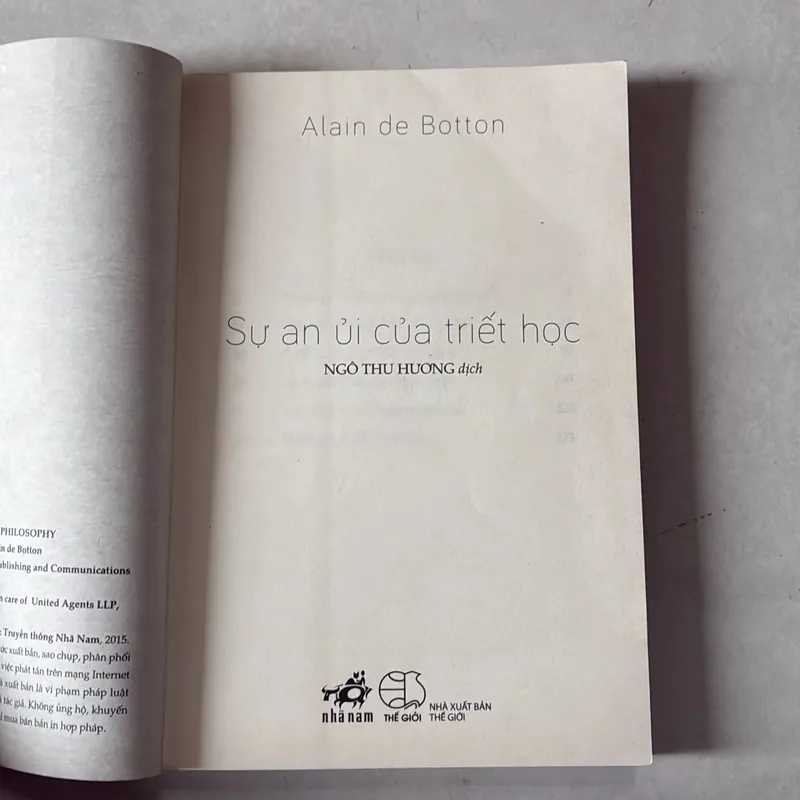 PHILOSOPHY
de Botton
Publishing and Communications
care of United Agents LLP,
Truyền thông Nhã Nam, 2015.
xuất bản, sao chụp, phân phối
việc phát tán trên mạng Internet
xuất bản là vi phạm pháp luật
tác giả. Không ủng hộ, khuyến
mua bán bản in hợp pháp.
Alain de Botton
Sự an ủi của triết học
NGÔ THU HƯƠNG dịch
nhã nam
THẾ GIỚI
NHÀ XUẤT BẢN
THẾ GIỚI